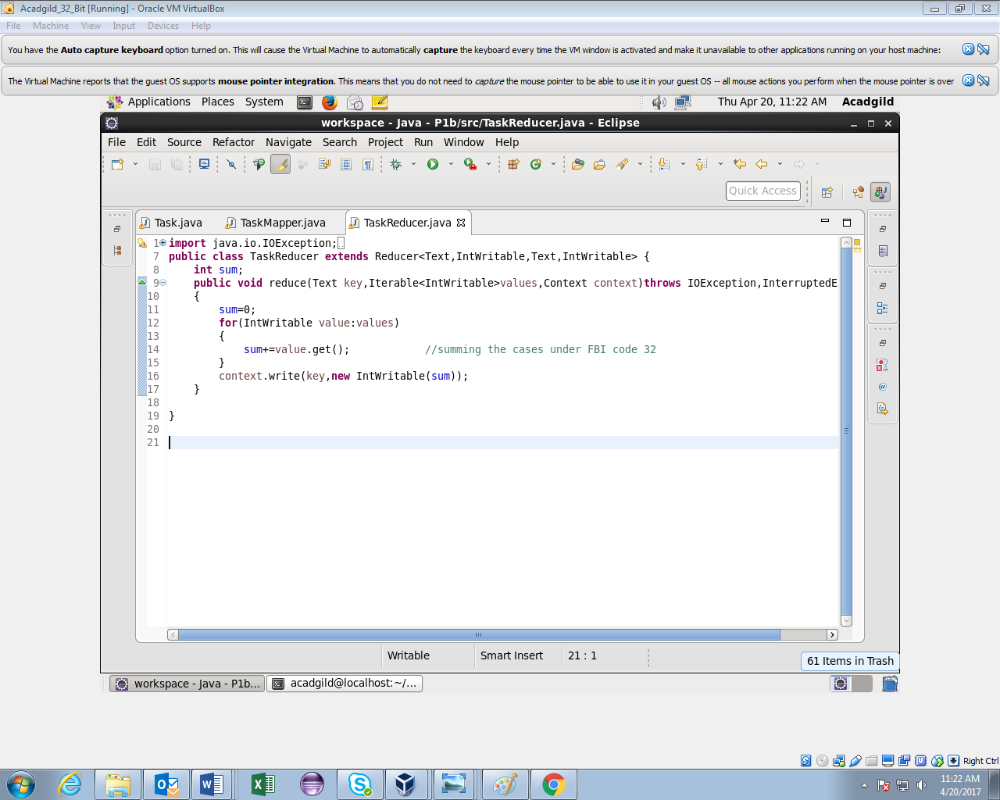 Acadgild_32_Bit [Running] - Oracle VM VirtualBox
File Machine View Input Devices Help
You have the Auto capture keyboard option turned on. This will cause the Virtual Machine to automatically capture the keyboard every time the VM window is activated and make it unavailable to other applications running on your host machine:
The Virtual Machine reports that the guest OS supports mouse pointer integration. This means that you do not need to capture the mouse pointer to be able to use it in your guest OS -- all mouse actions you perform when the mouse pointer is over
Applications Places System Thu Apr 20, 11:22 AM Acadgild
workspace - Java - P1b/src/TaskReducer.java - Eclipse
File Edit Source Refactor Navigate Search Project Run Window Help
Quick Access
Task.java TaskMapper.java TaskReducer.java
1 import java.io.IOException;
7 public class TaskReducer extends Reducer<Text,IntWritable,Text,IntWritable> {
8 int sum;
9 public void reduce(Text key,Iterable<IntWritable>values,Context context)throws IOException,InterruptedE
10 {
11 sum=0;
12 for(IntWritable value:values)
13 {
14 sum+=value.get(); //summing the cases under FBI code 32
15 }
16 context.write(key,new IntWritable(sum));
17 }
18
19 }
20
21
Writable Smart Insert 21 : 1
61 Items in Trash
workspace - Java - P1b... acadgild@localhost:~/...
Right Ctrl
11:22 AM
4/20/2017